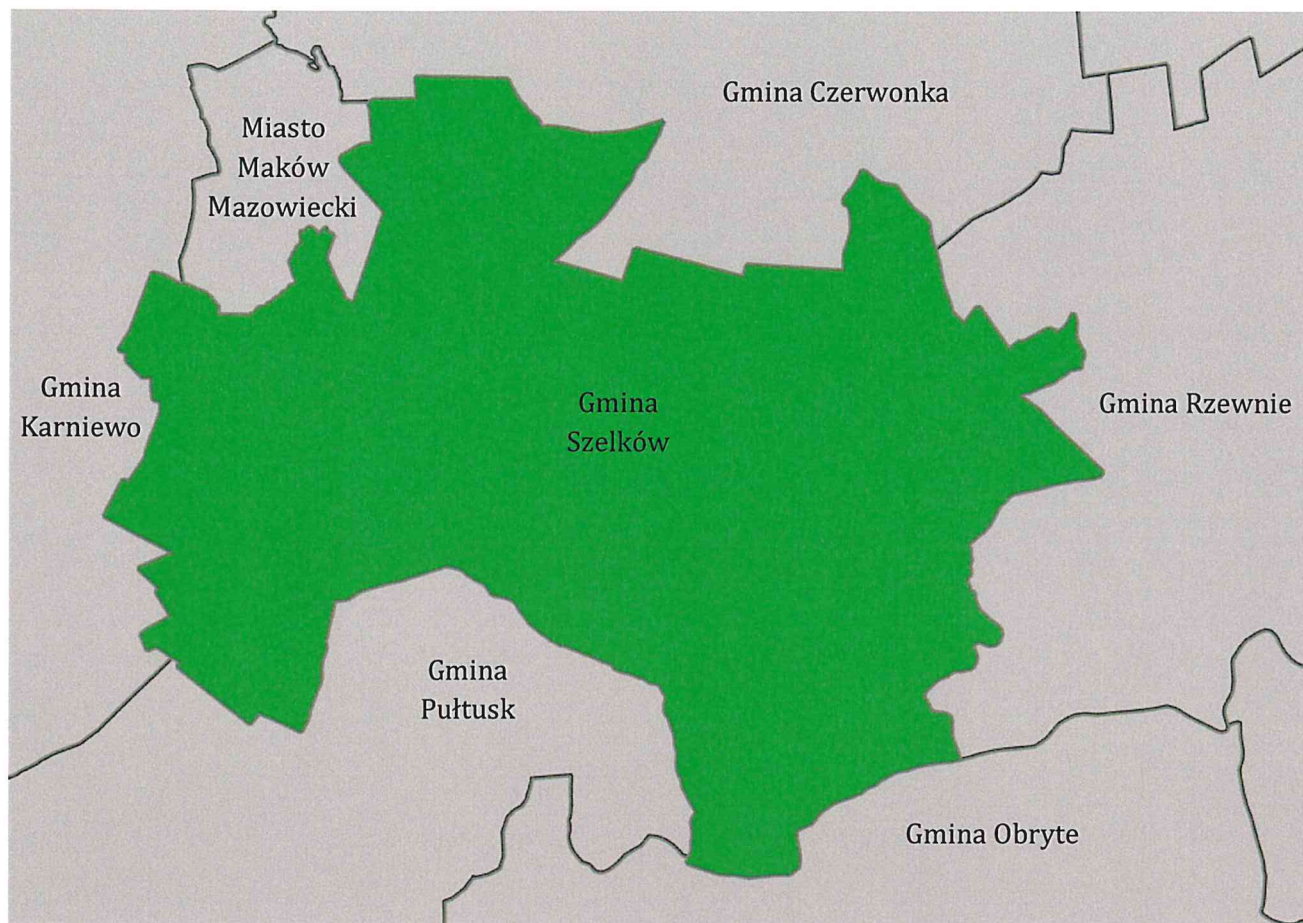 Gmina Czerwonka
Miasto
Maków
Mazowiecki
Gmina
Karniewo
Gmina
Szelków
Gmina Rzewnie
Gmina
Pułtusk
Gmina Obryte